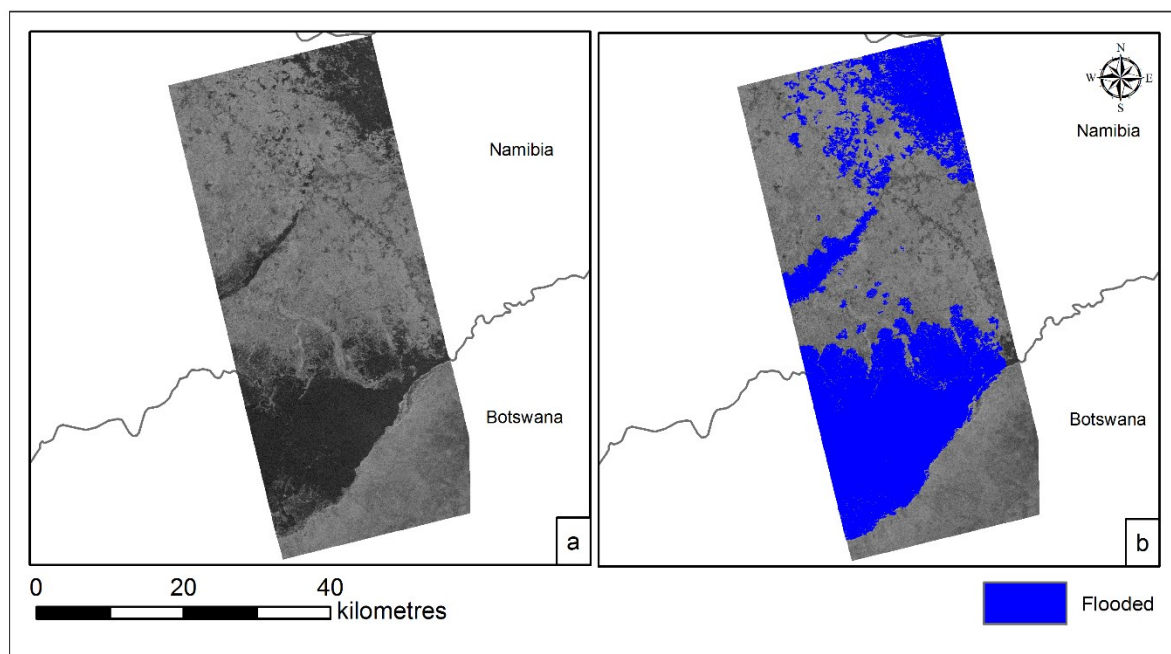 N
W E
S
Namibia
Namibia
Botswana
Botswana
a
b
0 20 40
kilometres
Flooded